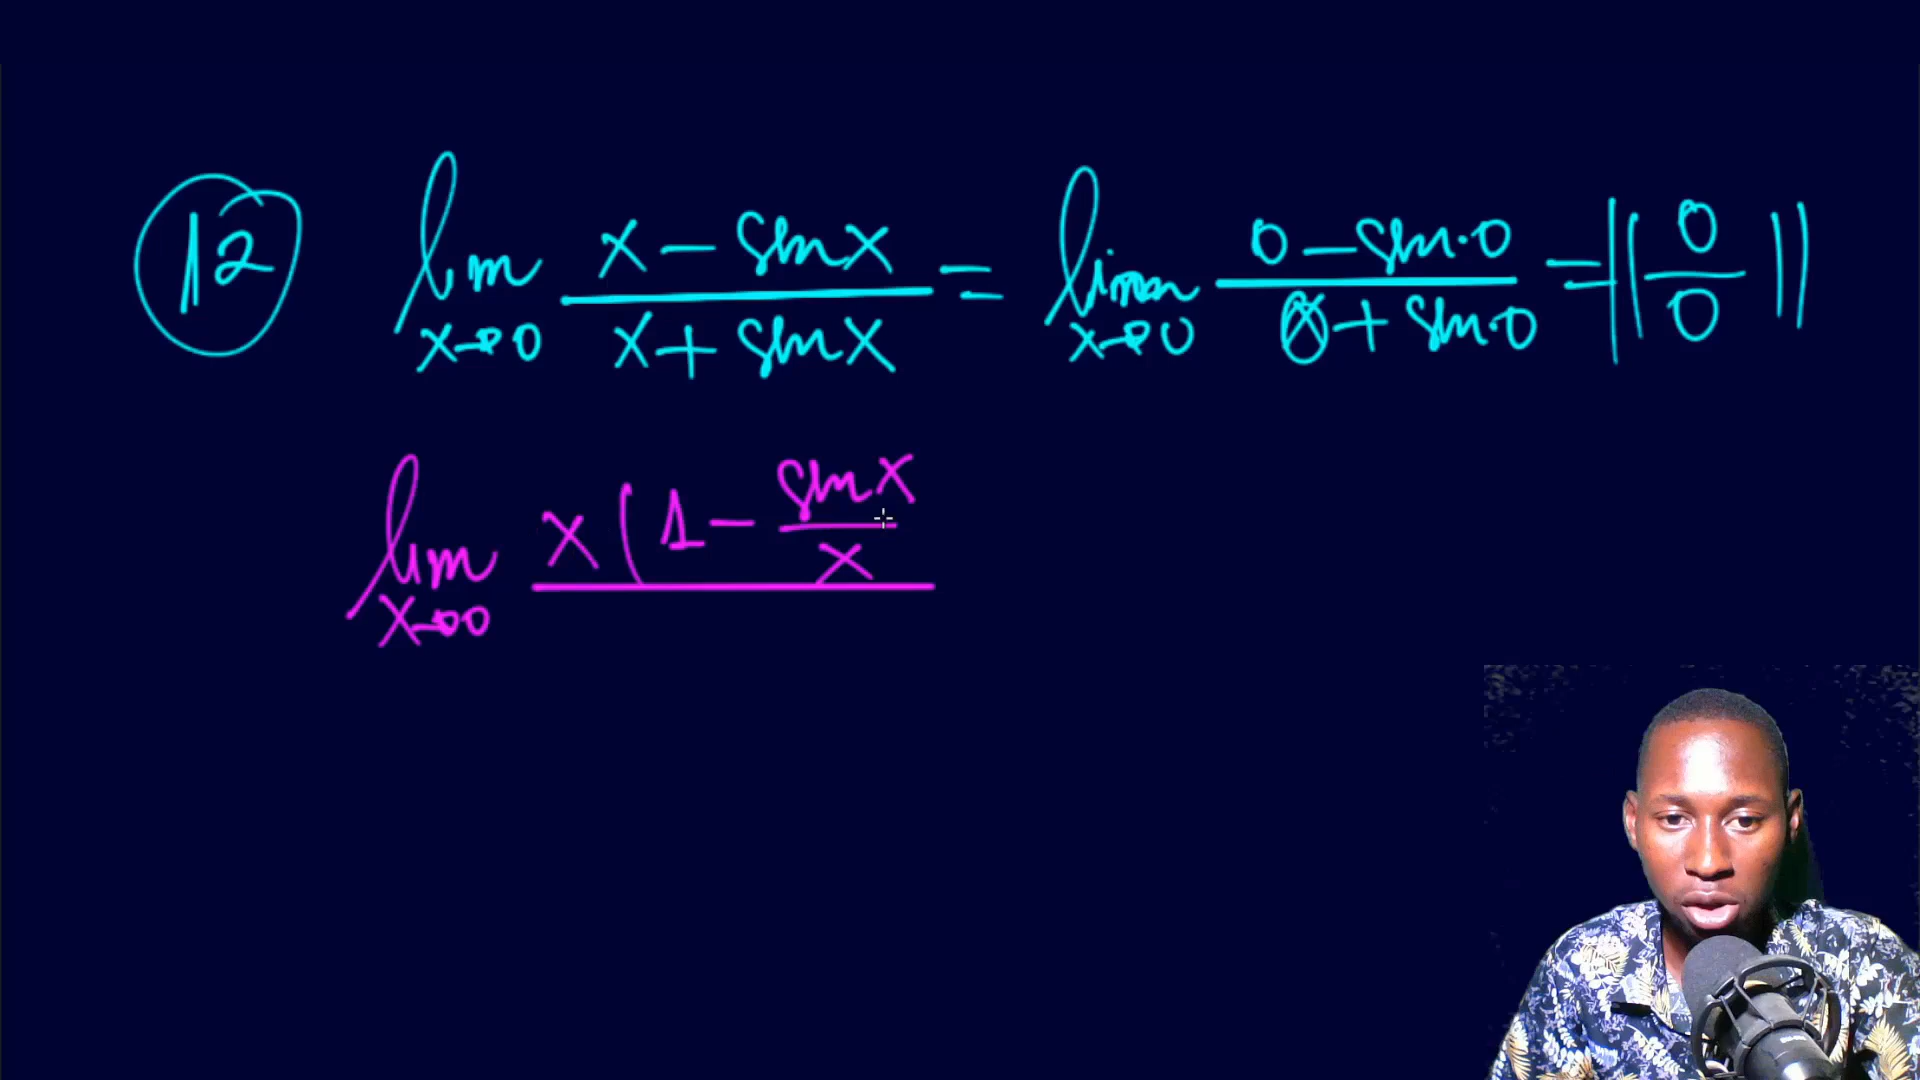 12 lim x→0 x - sin x / x + sin x = lim x→0 0 - sin·0 / 0 + sin·0 = || 0 / 0 ||
lim x→0 x ( 1 - sin x / x